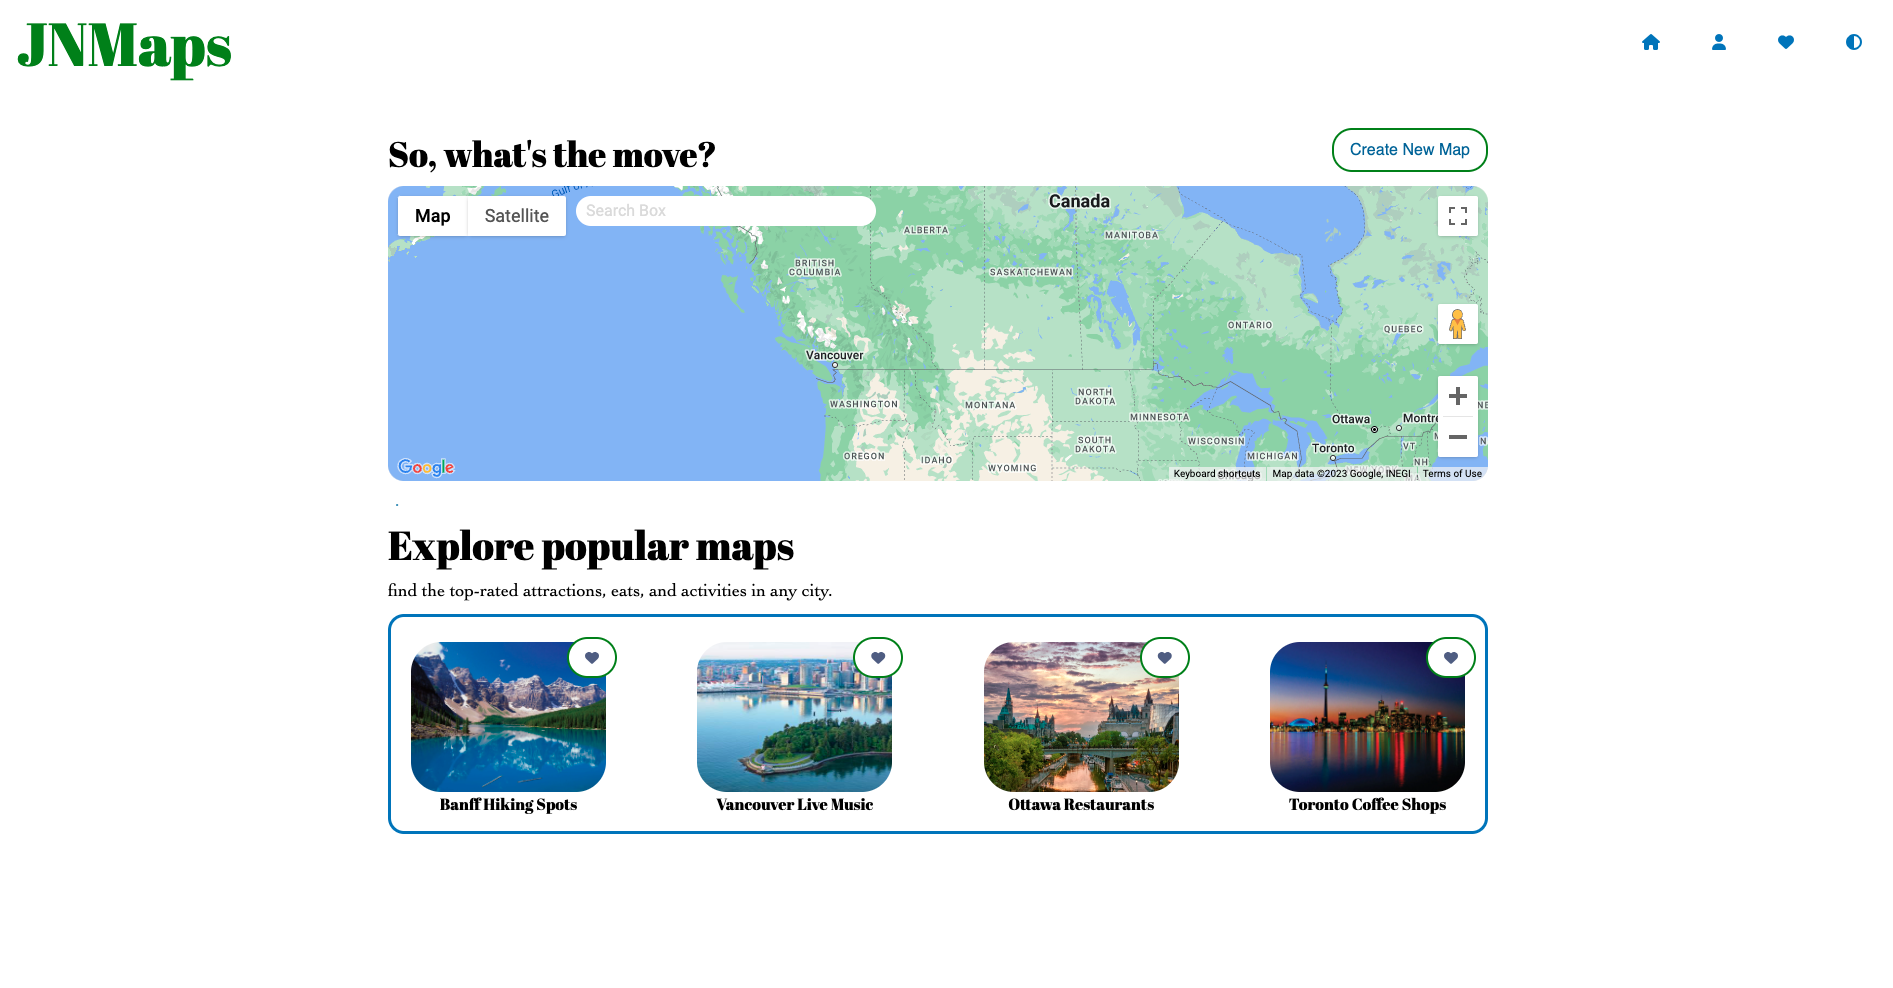 JNMaps
So, what's the move?
Create New Map
Map
Satellite
Search Box
Canada
ALBERTA
MANITOBA
BRITISH
COLUMBIA
SASKATCHEWAN
ONTARIO
QUEBEC
Vancouver
WASHINGTON
MONTANA
NORTH
DAKOTA
MINNESOTA
Ottawa
Montre
SOUTH
DAKOTA
WISCONSIN
VT
OREGON
IDAHO
WYOMING
MICHIGAN
Toronto
NH
Google
Keyboard shortcuts
Map data ©2023 Google, INEGI
Terms of Use
Explore popular maps
find the top-rated attractions, eats, and activities in any city.
Banff Hiking Spots
Vancouver Live Music
Ottawa Restaurants
Toronto Coffee Shops